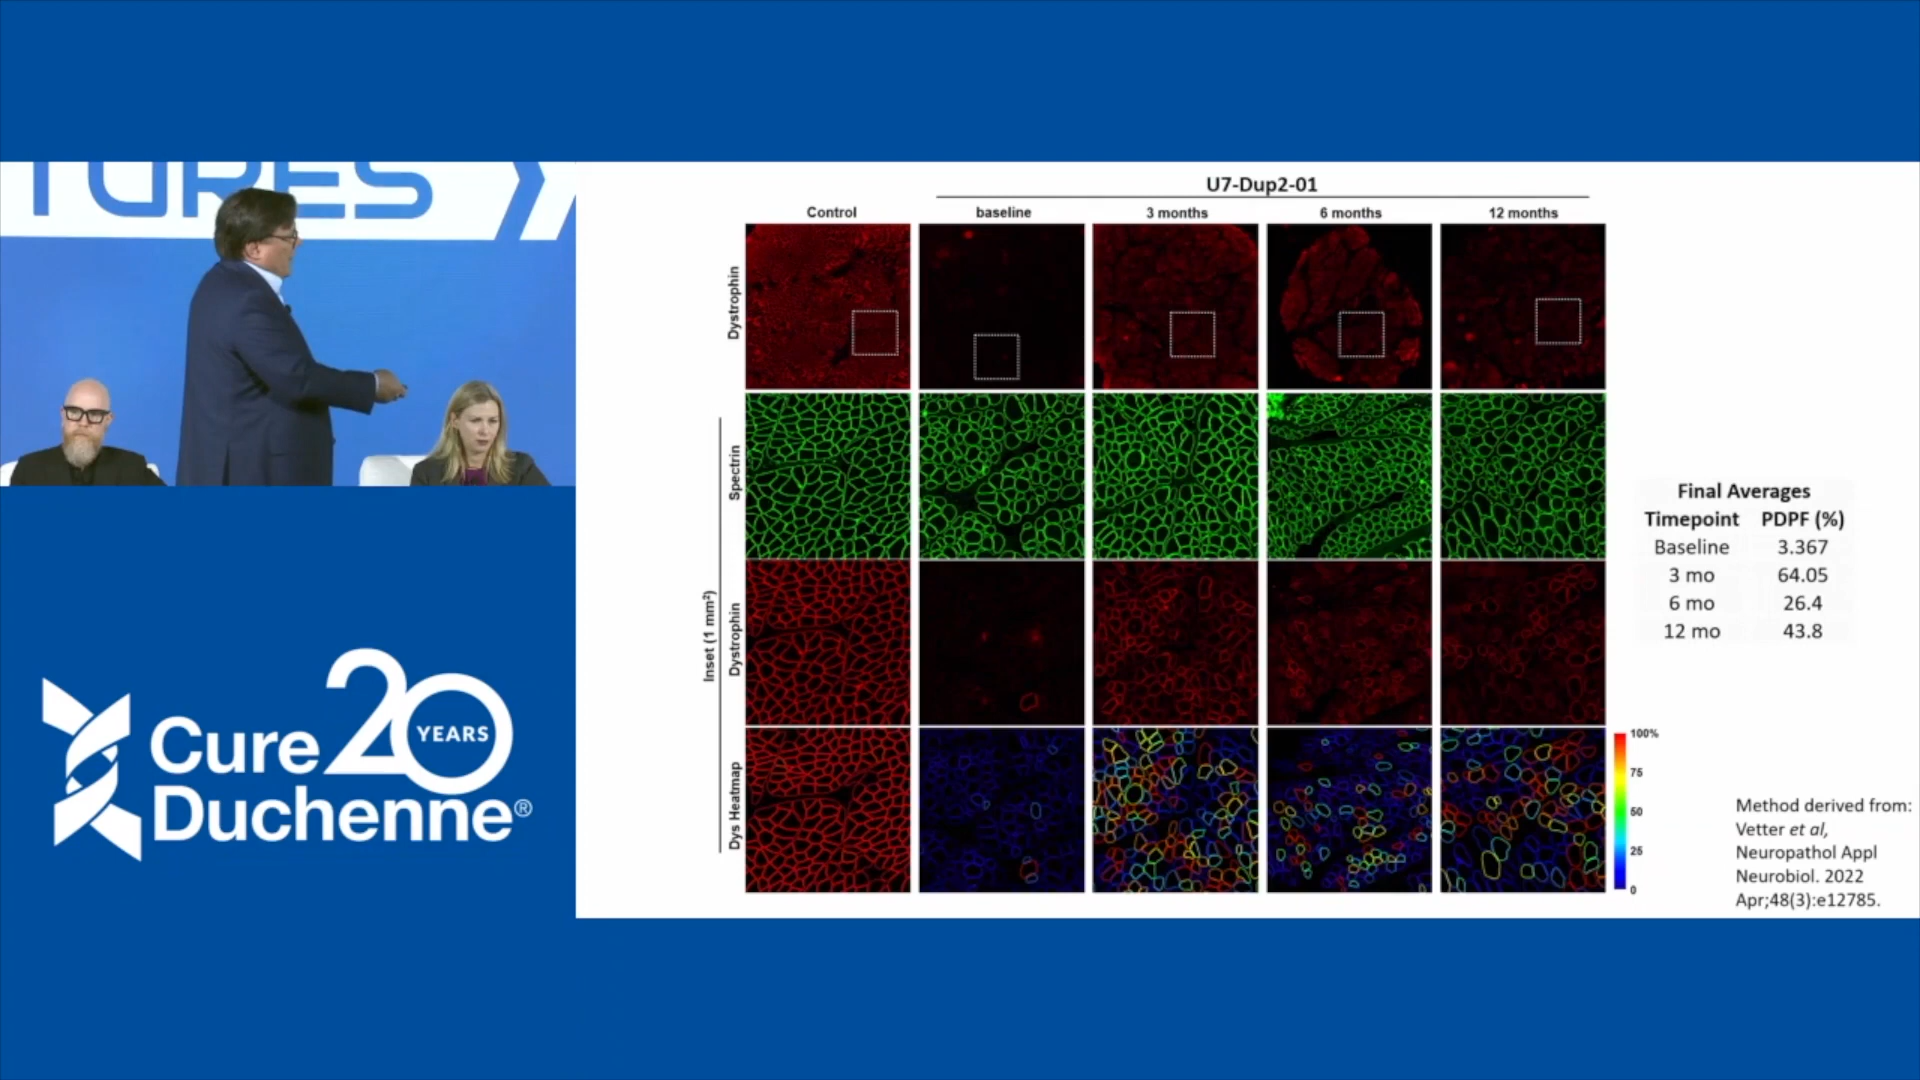 TURES
U7-Dup2-01
Control
baseline
3 months
6 months
12 months
Dystrophin
Spectrin
Dystrophin
Dys Heatmap
Inset (1 mm²)
Final Averages
Timepoint PDPF (%)
Baseline 3.367
3 mo 64.05
6 mo 26.4
12 mo 43.8
100%
75
50
25
0
Method derived from:
Vetter et al,
Neuropathol Appl
Neurobiol. 2022
Apr;48(3):e12785.
20
YEARS
Cure
Duchenne®